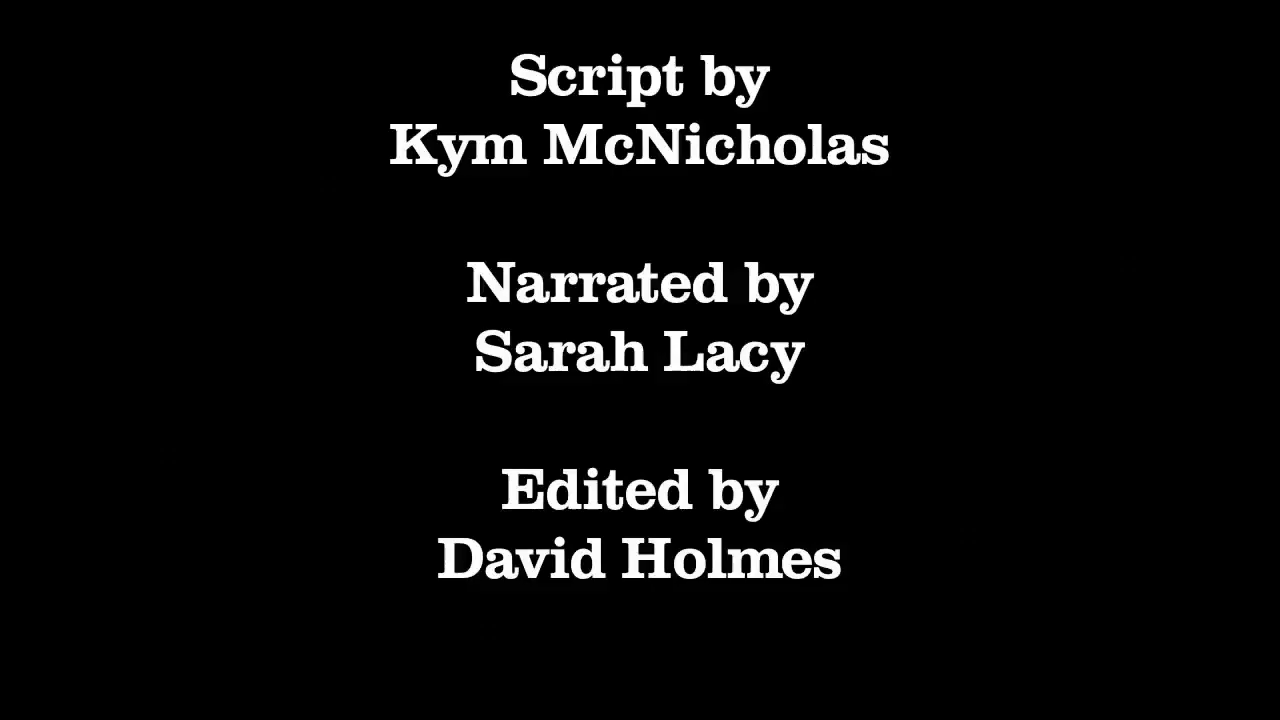 Script by
Kym McNicholas
Narrated by
Sarah Lacy
Edited by
David Holmes